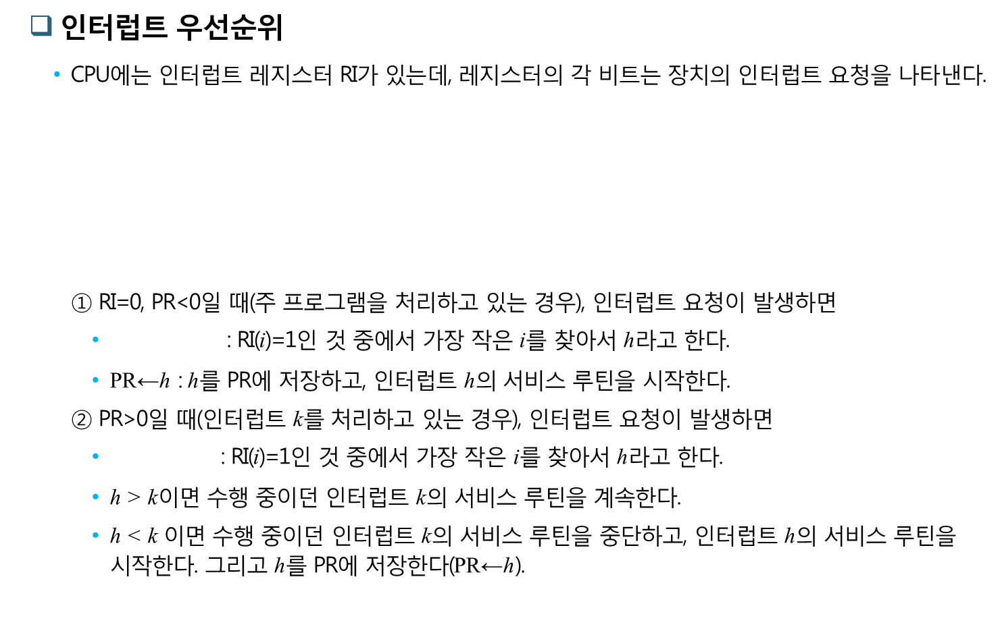 ❑ 인터럽트 우선순위
• CPU에는 인터럽트 레지스터 RI가 있는데, 레지스터의 각 비트는 장치의 인터럽트 요청을 나타낸다.
① RI=0, PR<0일 때(주 프로그램을 처리하고 있는 경우), 인터럽트 요청이 발생하면
• : RI(i)=1인 것 중에서 가장 작은 i를 찾아서 h라고 한다.
• PR←h : h를 PR에 저장하고, 인터럽트 h의 서비스 루틴을 시작한다.
② PR>0일 때(인터럽트 k를 처리하고 있는 경우), 인터럽트 요청이 발생하면
• : RI(i)=1인 것 중에서 가장 작은 i를 찾아서 h라고 한다.
• h > k이면 수행 중이던 인터럽트 k의 서비스 루틴을 계속한다.
• h < k 이면 수행 중이던 인터럽트 k의 서비스 루틴을 중단하고, 인터럽트 h의 서비스 루틴을
시작한다. 그리고 h를 PR에 저장한다(PR←h).